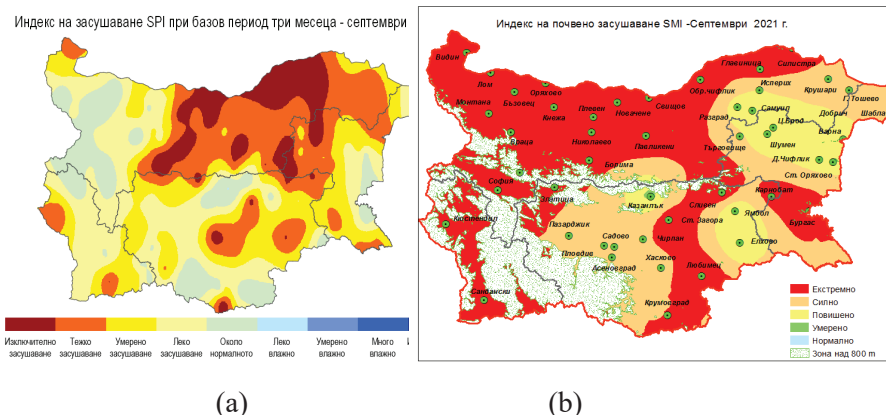 Индекс на засушаване SPI при базов период три месеца - септември
Изключително засушаване
Тежко засушаване
Умерено засушаване
Леко засушаване
Около нормалното
Леко влажно
Умерено влажно
Много влажно
(a)
Индекс на почвено засушаване SMI -Септември 2021 г.
Видин
Главиница
Силистра
Лом
Исперих
Обр.чифлик
Крушари
Оряхово
Свищов
Г.Тошево
Монтана
Бързовец
Плевен
Новачене
Самуил
Кнежа
Разград
Добрич
Шабла
Ц.Брод
Варна
Враца
Николаево
Павликени
Търговище
Шумен
Д.Чифлик
Борима
Ст. Оряхово
София
Златица
Казанлък
Сливен
Карнобат
Кюстендил
Ст. Загора
Ямбол
Бургас
Пазарджик
Садово
Чирпан
Елхово
Пловдив
Асеновград
Хасково
Любимец
Сандански
Крумовград
Екстремно
Силно
Повишено
Умерено
Нормално
Зона над 800 m
(b)